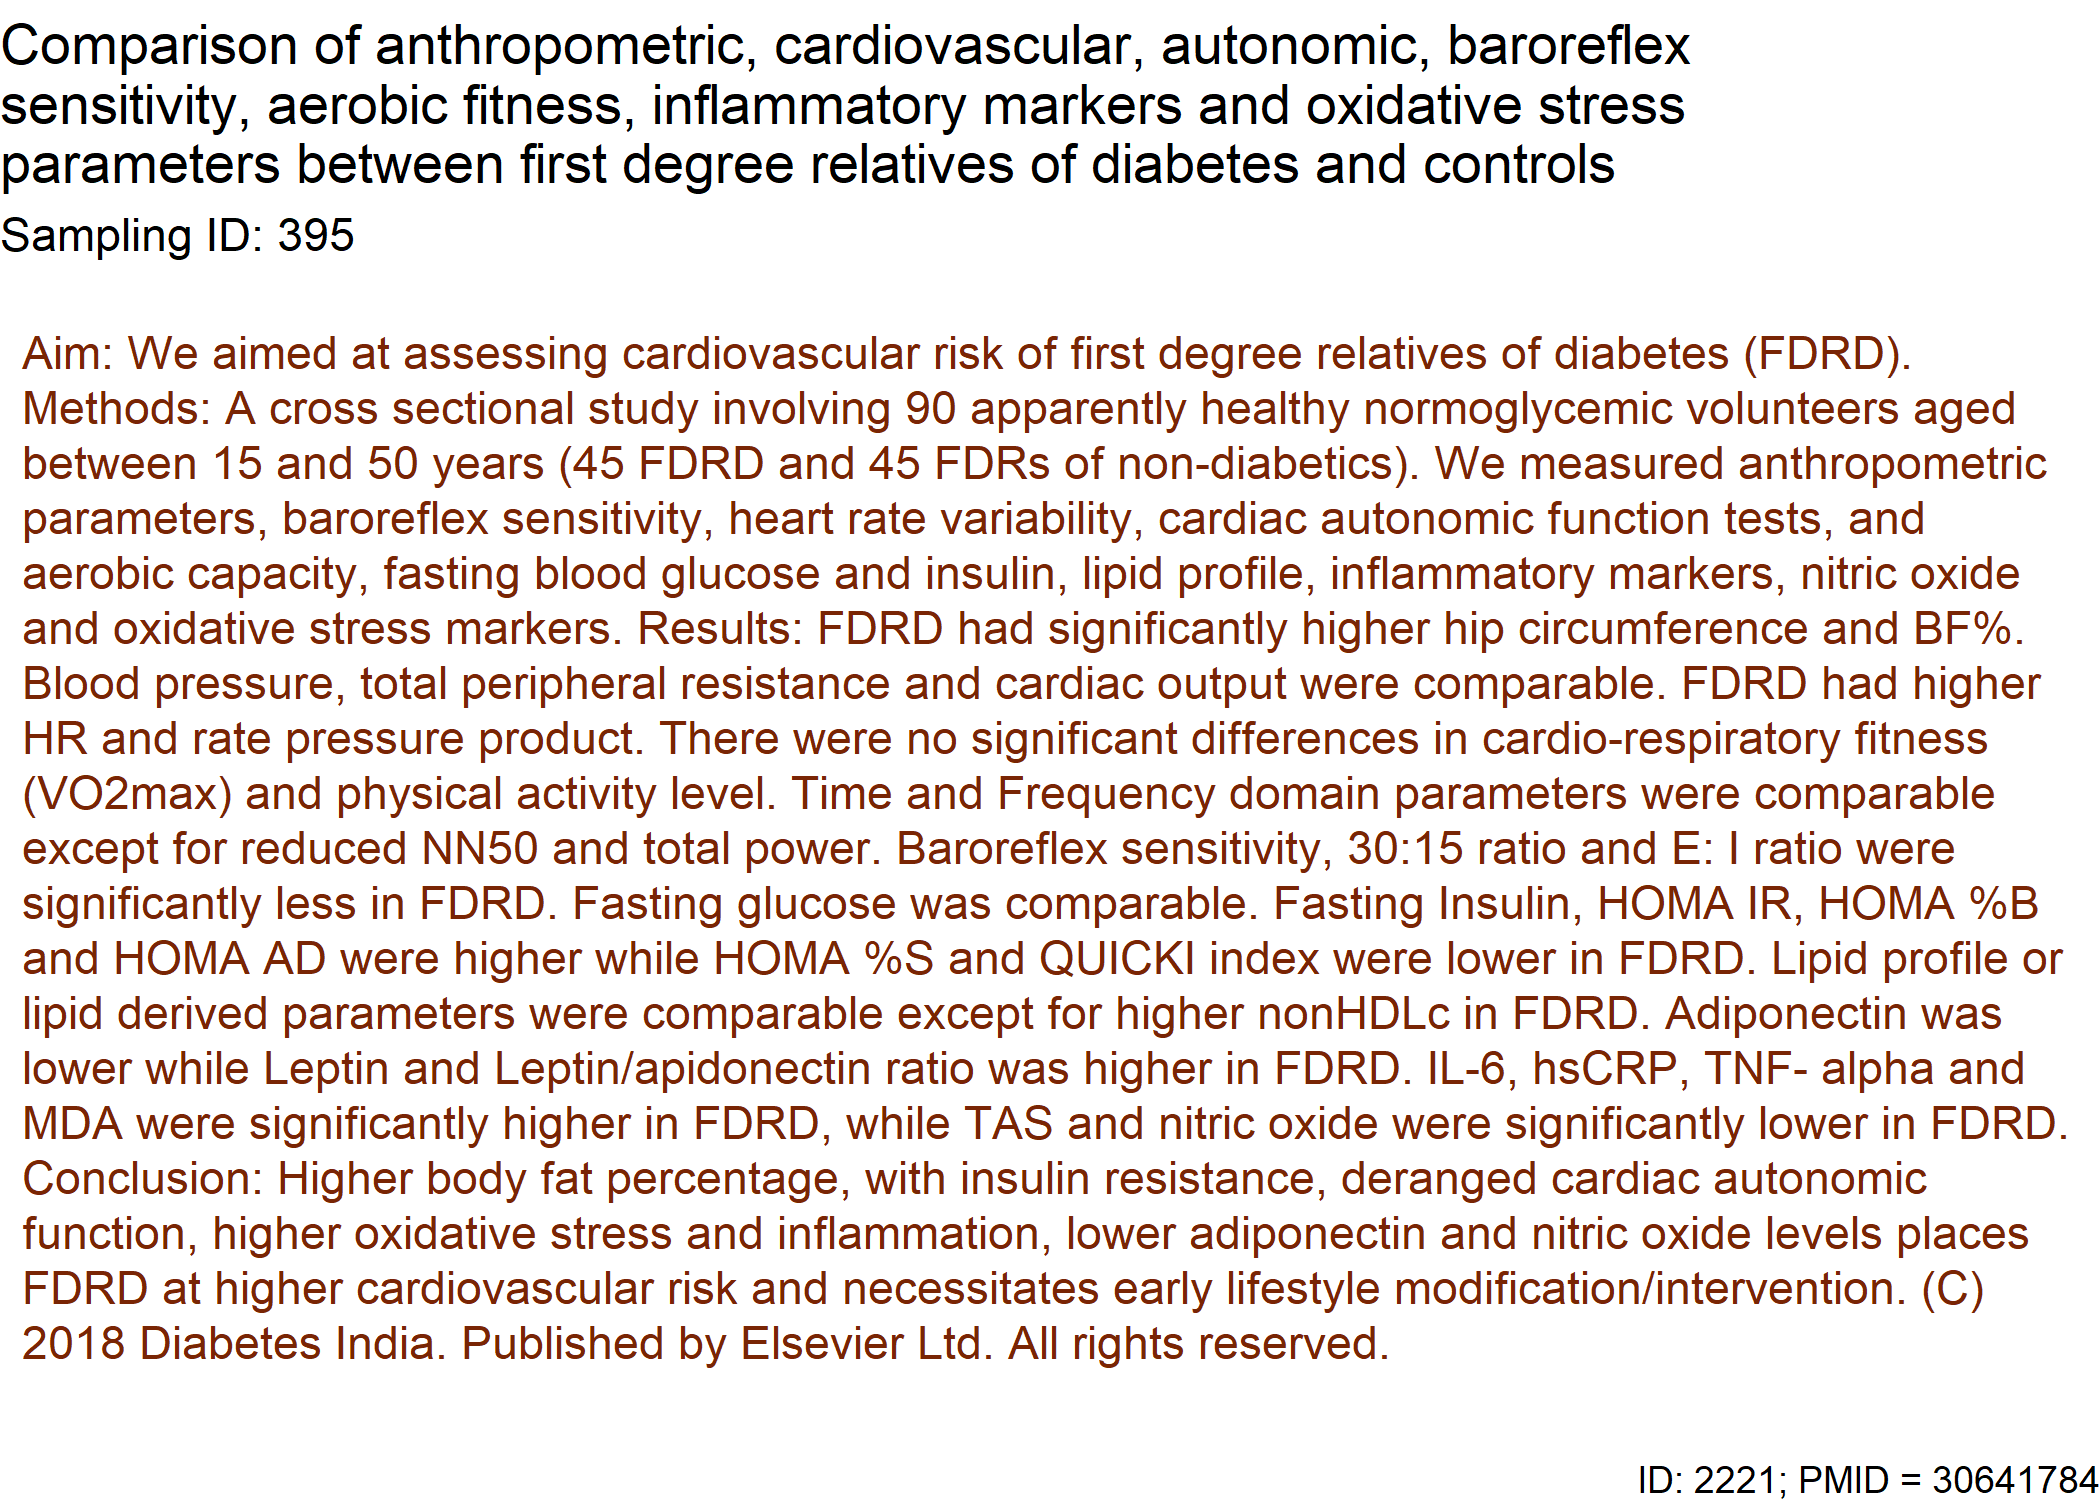 Comparison of anthropometric, cardiovascular, autonomic, baroreflex
sensitivity, aerobic fitness, inflammatory markers and oxidative stress
parameters between first degree relatives of diabetes and controls
Sampling ID: 395
Aim: We aimed at assessing cardiovascular risk of first degree relatives of diabetes (FDRD).
Methods: A cross sectional study involving 90 apparently healthy normoglycemic volunteers aged
between 15 and 50 years (45 FDRD and 45 FDRs of non-diabetics). We measured anthropometric
parameters, baroreflex sensitivity, heart rate variability, cardiac autonomic function tests, and
aerobic capacity, fasting blood glucose and insulin, lipid profile, inflammatory markers, nitric oxide
and oxidative stress markers. Results: FDRD had significantly higher hip circumference and BF%.
Blood pressure, total peripheral resistance and cardiac output were comparable. FDRD had higher
HR and rate pressure product. There were no significant differences in cardio-respiratory fitness
(VO2max) and physical activity level. Time and Frequency domain parameters were comparable
except for reduced NN50 and total power. Baroreflex sensitivity, 30:15 ratio and E: I ratio were
significantly less in FDRD. Fasting glucose was comparable. Fasting Insulin, HOMA IR, HOMA %B
and HOMA AD were higher while HOMA %S and QUICKI index were lower in FDRD. Lipid profile or
lipid derived parameters were comparable except for higher nonHDLc in FDRD. Adiponectin was
lower while Leptin and Leptin/apidonectin ratio was higher in FDRD. IL-6, hsCRP, TNF- alpha and
MDA were significantly higher in FDRD, while TAS and nitric oxide were significantly lower in FDRD.
Conclusion: Higher body fat percentage, with insulin resistance, deranged cardiac autonomic
function, higher oxidative stress and inflammation, lower adiponectin and nitric oxide levels places
FDRD at higher cardiovascular risk and necessitates early lifestyle modification/intervention. (C)
2018 Diabetes India. Published by Elsevier Ltd. All rights reserved.
ID: 2221; PMID = 30641784